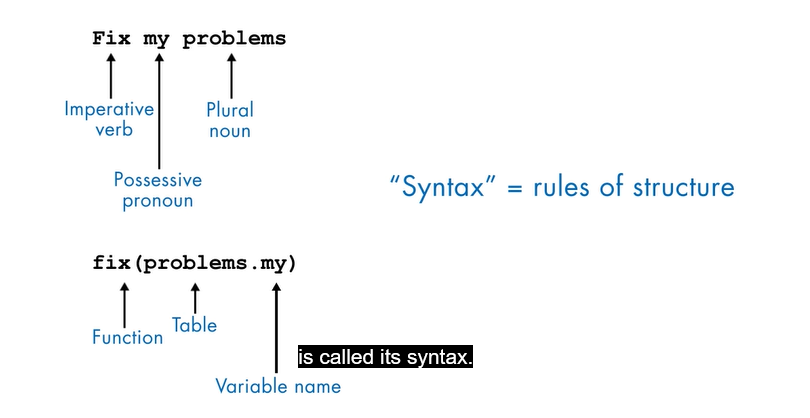 Fix my problems
Imperative
verb
Plural
noun
Possessive
pronoun
“Syntax” = rules of structure
fix(problems.my)
Function
Table
is called its syntax.
Variable name